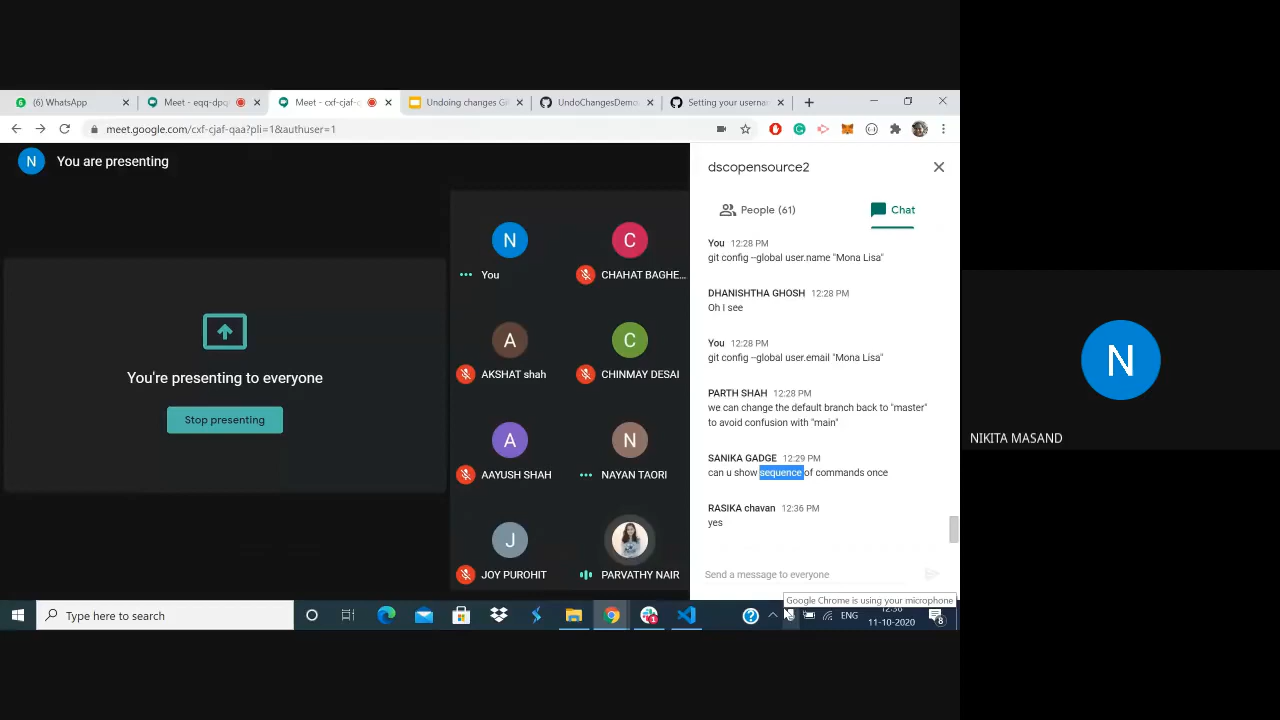 (6) WhatsApp
Meet - eqq-dpq
Meet - cxf-cjaf-q
Undoing changes Gi
UndoChangesDemo
Setting your userna
meet.google.com/cxf-cjaf-qaa?pli=1&authuser=1
N
You are presenting
You're presenting to everyone
Stop presenting
N
You
C
CHAHAT BAGHE...
A
AKSHAT shah
C
CHINMAY DESAI
A
AAYUSH SHAH
N
NAYAN TAORI
J
JOY PUROHIT
PARVATHY NAIR
dscopensource2
People (61)
Chat
You 12:28 PM
git config --global user.name "Mona Lisa"
DHANISHTHA GHOSH 12:28 PM
Oh I see
You 12:28 PM
git config --global user.email "Mona Lisa"
PARTH SHAH 12:28 PM
we can change the default branch back to "master"
to avoid confusion with "main"
SANIKA GADGE 12:29 PM
can u show sequence of commands once
RASIKA chavan 12:36 PM
yes
Send a message to everyone
Google Chrome is using your microphone
Type here to search
ENG
12:36
11-10-2020
8
N
NIKITA MASAND